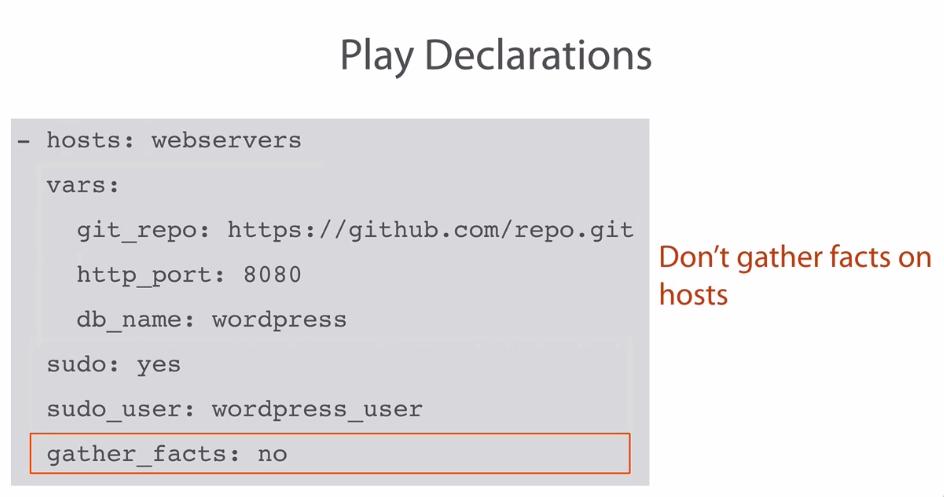 Play Declarations
- hosts: webservers
vars:
git_repo: https://github.com/repo.git
http_port: 8080
db_name: wordpress
sudo: yes
sudo_user: wordpress_user
gather_facts: no
Don't gather facts on
hosts